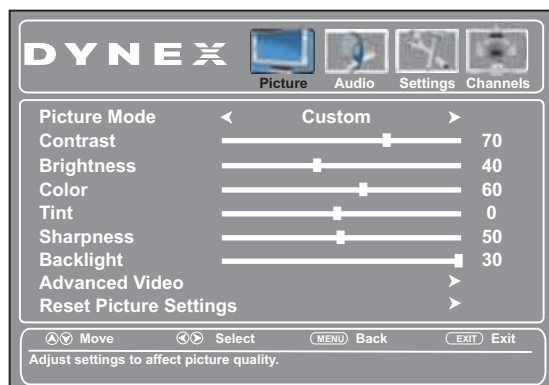 DYNEX
Picture Audio Settings Channels
Picture Mode Custom
Contrast 70
Brightness 40
Color 60
Tint 0
Sharpness 50
Backlight 30
Advanced Video
Reset Picture Settings
Move Select MENU Back EXIT Exit
Adjust settings to affect picture quality.